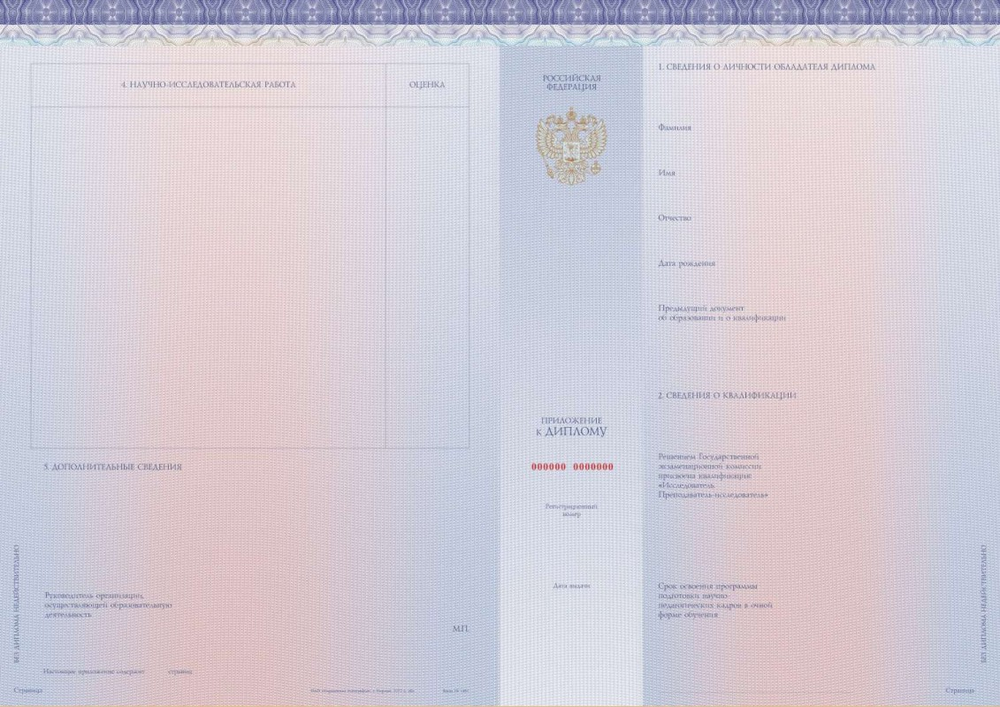 4. НАУЧНО-ИССЛЕДОВАТЕЛЬСКАЯ РАБОТА
ОЦЕНКА
5. ДОПОЛНИТЕЛЬНЫЕ СВЕДЕНИЯ
Руководитель организации,
осуществляющей образовательную
деятельность
М.П.
Настоящее приложение содержит страниц
Страница
БЕЗ ДИПЛОМА НЕДЕЙСТВИТЕЛЬНО
РОССИЙСКАЯ
ФЕДЕРАЦИЯ
ПРИЛОЖЕНИЕ
к ДИПЛОМУ
000000 0000000
Регистрационный
номер
Дата выдачи
1. СВЕДЕНИЯ О ЛИЧНОСТИ ОБЛАДАТЕЛЯ ДИПЛОМА
Фамилия
Имя
Отчество
Дата рождения
Предыдущий документ
об образовании и о квалификации
2. СВЕДЕНИЯ О КВАЛИФИКАЦИИ
Решением Государственной
экзаменационной комиссии
присвоена квалификация:
«Исследователь.
Преподаватель-исследователь»
Срок освоения программы
подготовки научно-
педагогических кадров в очной
форме обучения
Страница
БЕЗ ДИПЛОМА НЕДЕЙСТВИТЕЛЬНО